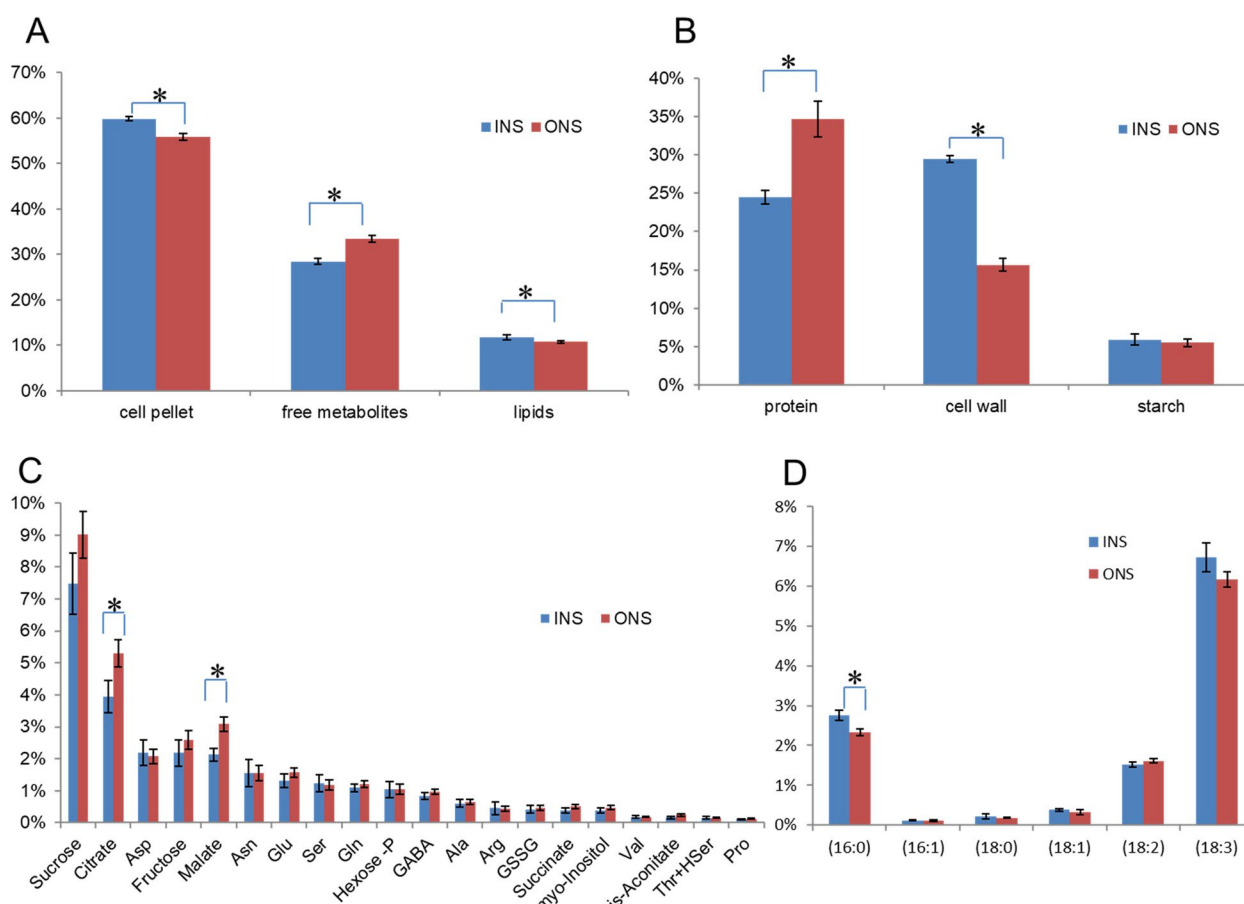 A
70%
60%
50%
40%
30%
20%
10%
0%
*
*
*
INS ONS
cell pellet free metabolites lipids
B
40%
35%
30%
25%
20%
15%
10%
5%
0%
*
*
INS ONS
protein cell wall starch
C
10%
9%
8%
7%
6%
5%
4%
3%
2%
1%
0%
*
*
INS ONS
Sucrose
Citrate
Asp
Fructose
Malate
Asn
Glu
Ser
Gln
Hexose -P
GABA
Ala
Arg
GSSG
Succinate
myo-Inositol
Val
is-Aconitate
Thr+HSer
Pro
D
8%
7%
6%
5%
4%
3%
2%
1%
0%
*
INS
ONS
(16:0) (16:1) (18:0) (18:1) (18:2) (18:3)